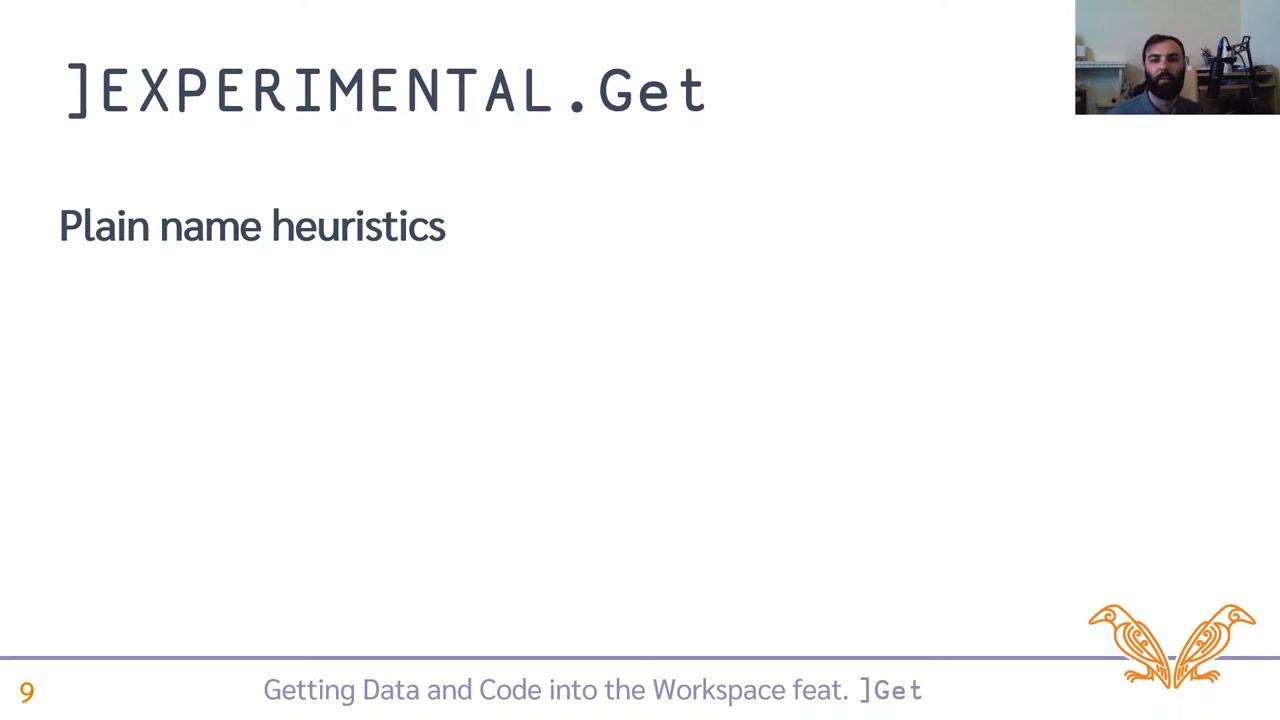 ]EXPERIMENTAL.Get
Plain name heuristics
9
Getting Data and Code into the Workspace feat. ]Get